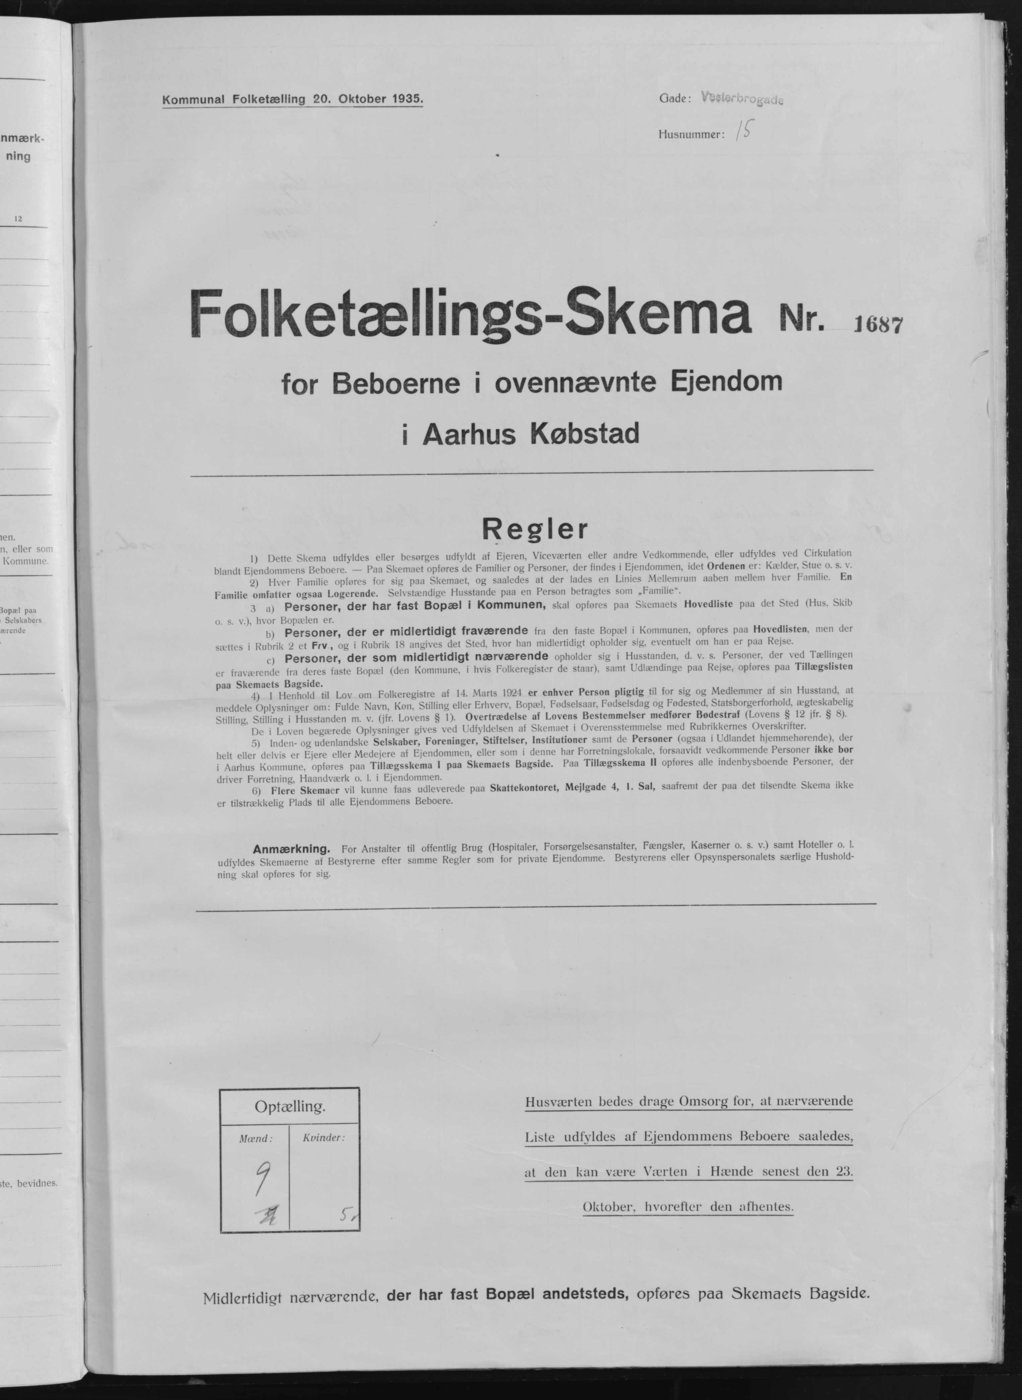 Kommunal Folketælling 20. Oktober 1935.
Gade: Vesterbrogade
Husnummer: 15
nmærk-
ning
12
Folketællings-Skema Nr. 1687
for Beboerne i ovennævnte Ejendom
i Aarhus Købstad
Regler
1) Dette Skema udfyldes eller besørges udfyldt af Ejeren, Viceværten eller andre Vedkommende, eller udfyldes ved Cirkulation
blandt Ejendommens Beboere. — Paa Skemaet opføres de Familier og Personer, der findes i Ejendommen, idet Ordenen er: Kælder, Stue o. s. v.
2) Hver Familie opføres for sig paa Skemaet, og saaledes at der lades en Linies Mellemrum aaben mellem hver Familie. En
Familie omfatter ogsaa Logerende. Selvstændige Husstande paa en Person betragtes som „Familie“.
3 a) Personer, der har fast Bopæl i Kommunen, skal opføres paa Skemaets Hovedliste paa det Sted (Hus, Skib
o. s. v.), hvor Bopælen er.
b) Personer, der er midlertidigt fraværende fra den faste Bopæl i Kommunen, opføres paa Hovedlisten, men der
sættes i Rubrik 2 et Frv., og i Rubrik 18 angives det Sted, hvor han midlertidigt opholder sig, eventuelt om han er paa Rejse.
c) Personer, der som midlertidigt nærværende opholder sig i Husstanden, d. v. s. Personer, der ved Tællingen
er fraværende fra deres faste Bopæl (den Kommune, i hvis Folkeregister de staar), samt Udlændinge paa Rejse, opføres paa Tillægslisten
paa Skemaets Bagside.
4) I Henhold til Lov om Folkeregistre af 14. Marts 1924 er enhver Person pligtig til for sig og Medlemmer af sin Husstand, at
meddele Oplysninger om: Fulde Navn, Køn, Stilling eller Erhverv, Bopæl, Fødselsaar, Fødselsdag og Fødested, Statsborgerforhold, ægteskabelig
Stilling, Stilling i Husstanden m. v. (jfr. Lovens § 1). Overtrædelse af Lovens Bestemmelser medfører Bødestraf (Lovens § 12 jfr. § 8).
De i Loven begærede Oplysninger gives ved Udfyldelsen af Skemaet i Overensstemmelse med Rubrikkernes Overskrifter.
5) Inden- og udenlandske Selskaber, Foreninger, Stiftelser, Institutioner samt de Personer (ogsaa i Udlandet hjemmehørende), der
helt eller delvis er Ejere eller Medejere af Ejendommen, eller som i denne har Forretningslokale, forsaavidt vedkommende Personer ikke bor
i Aarhus Kommune, opføres paa Tillægsskema I paa Skemaets Bagside. Paa Tillægsskema II opføres alle indenbysboende Personer, der
driver Forretning, Haandværk o. l. i Ejendommen.
6) Flere Skemaer vil kunne faas udleverede paa Skattekontoret, Mejlgade 4, 1. Sal, saafremt der paa det tilsendte Skema ikke
er tilstrækkelig Plads til alle Ejendommens Beboere.
Anmærkning. For Anstalter til offentlig Brug (Hospitaler, Forsørgelsesanstalter, Fængsler, Kaserner o. s. v.) samt Hoteller o. l.
udfyldes Skemaerne af Bestyrerne efter samme Regler som for private Ejendomme. Bestyrerens eller Opsynspersonalets særlige Hushold-
ning skal opføres for sig.
nen.
n, eller som
Kommune.
Bopæl paa
Selskabers
ærende
ste, bevidnes.
Optælling.
Mænd: Kvinder:
9
5
Husværten bedes drage Omsorg for, at nærværende
Liste udfyldes af Ejendommens Beboere saaledes,
at den kan være Værten i Hænde senest den 23.
Oktober, hvorefter den afhentes.
Midlertidigt nærværende, der har fast Bopæl andetsteds, opføres paa Skemaets Bagside.